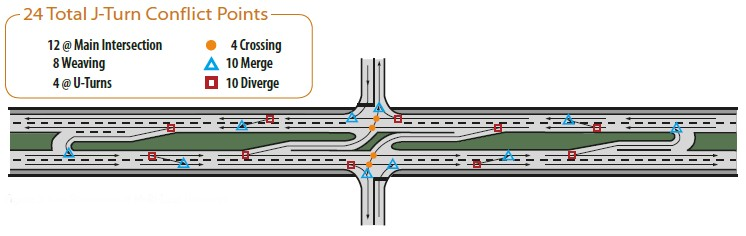 24 Total J-Turn Conflict Points
12 @ Main Intersection
4 Crossing
8 Weaving
10 Merge
4 @ U-Turns
10 Diverge